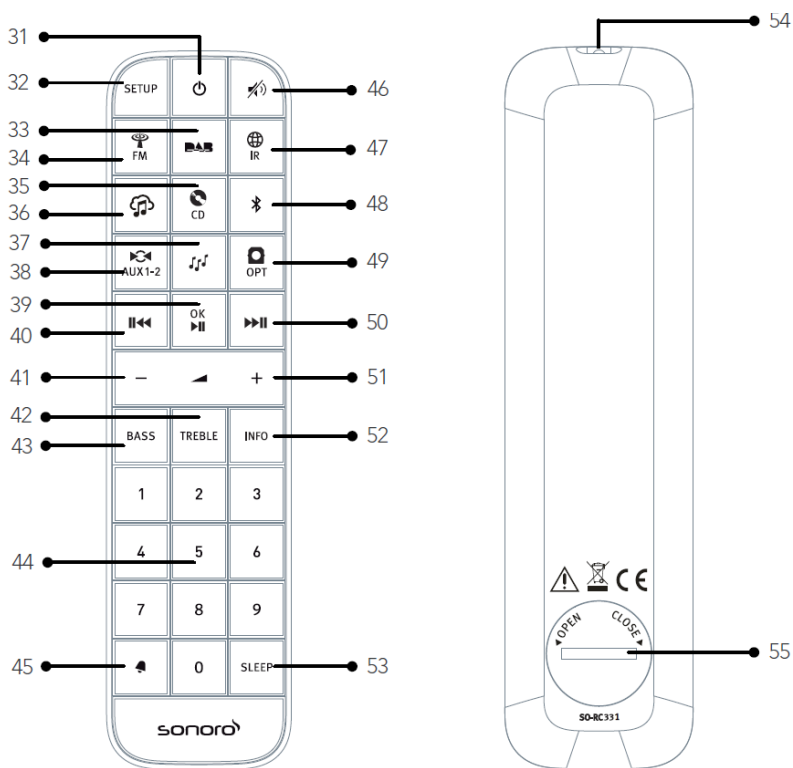 31
54
32
SETUP
46
33
34
FM
DAB
IR
47
35
36
CD
48
37
38
AUX 1-2
OPT
49
39
40
OK
50
41
−
+
51
42
43
BASS
TREBLE
INFO
52
1
2
3
44
4
5
6
7
8
9
45
0
SLEEP
53
sonoro
CE
OPEN
CLOSE
55
SO-RC331